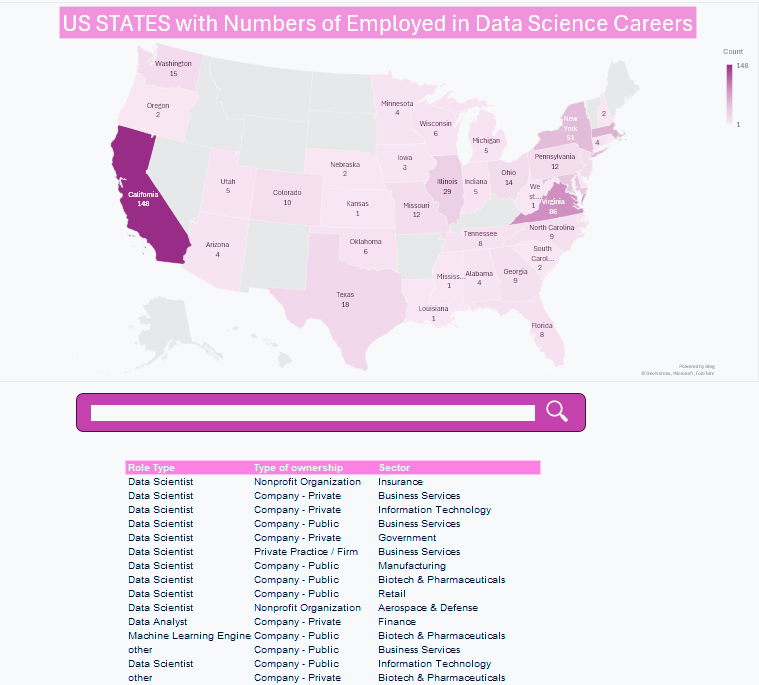 US STATES with Numbers of Employed in Data Science Careers
Count
148
1
Washington
15
Oregon
2
California
148
Utah
5
Arizona
4
Colorado
10
Nebraska
2
Kansas
1
Oklahoma
6
Texas
18
Minnesota
4
Iowa
3
Missouri
12
Louisiana
1
Wisconsin
6
Illinois
29
Michigan
5
Indiana
5
Ohio
14
Tennessee
8
Mississ...
1
Alabama
4
Georgia
9
Florida
8
South
Carol...
2
North Carolina
9
We
st...
1
Virginia
86
Pennsylvania
12
New
York
51
2
4
Powered by Bing
© GeoNames, Microsoft, TomTom
Role Type Type of ownership Sector
Data Scientist Nonprofit Organization Insurance
Data Scientist Company - Private Business Services
Data Scientist Company - Private Information Technology
Data Scientist Company - Public Business Services
Data Scientist Company - Private Government
Data Scientist Private Practice / Firm Business Services
Data Scientist Company - Public Manufacturing
Data Scientist Company - Public Biotech & Pharmaceuticals
Data Scientist Company - Public Retail
Data Scientist Nonprofit Organization Aerospace & Defense
Data Analyst Company - Private Finance
Machine Learning Engine Company - Public Biotech & Pharmaceuticals
other Company - Public Business Services
Data Scientist Company - Public Information Technology
other Company - Private Biotech & Pharmaceuticals